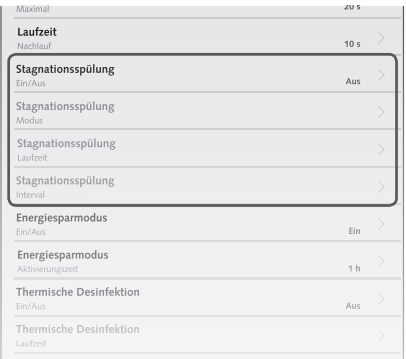 Maximal
20 s
Laufzeit
Nachlauf
10 s
Stagnationsspülung
Ein/Aus
Aus
Stagnationsspülung
Modus
Stagnationsspülung
Laufzeit
Stagnationsspülung
Interval
Energiesparmodus
Ein/Aus
Ein
Energiesparmodus
Aktivierungszeit
1 h
Thermische Desinfektion
Ein/Aus
Aus
Thermische Desinfektion
Laufzeit